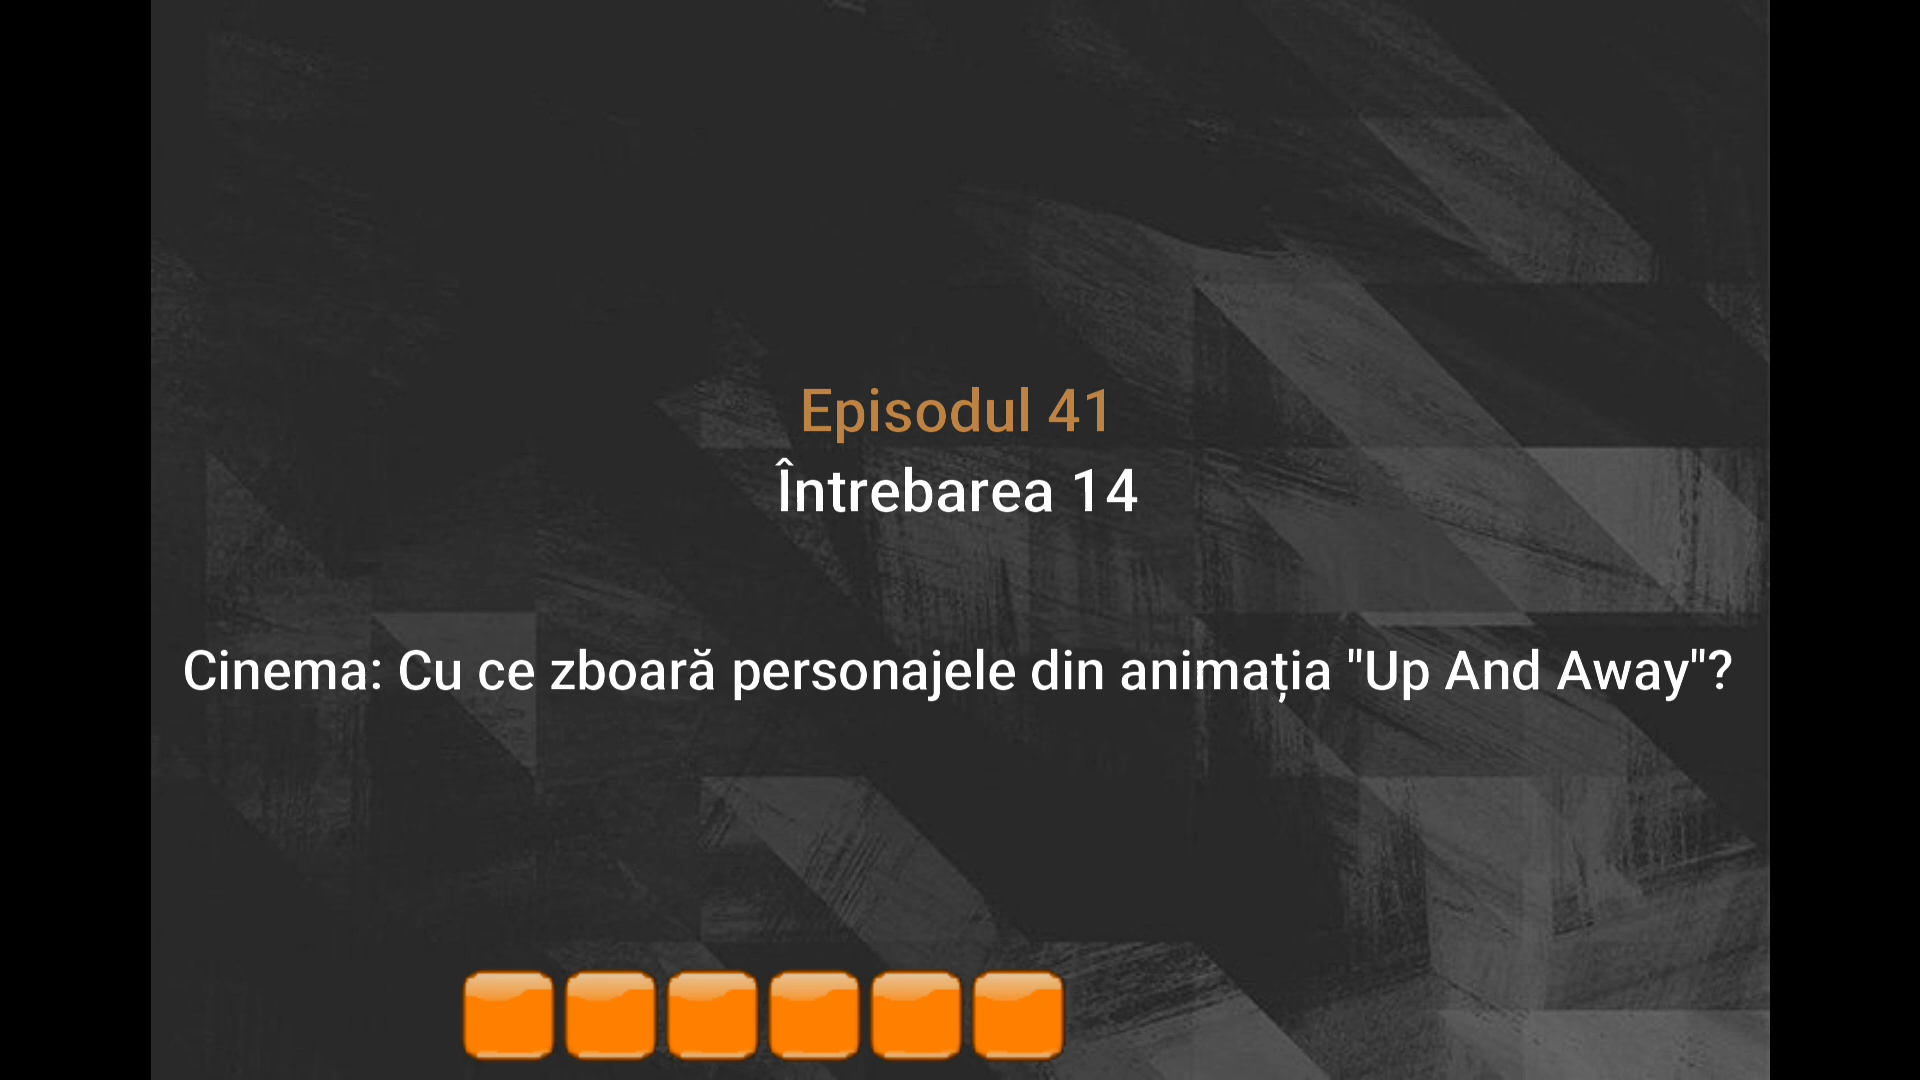 Episodul 41
Întrebarea 14
Cinema: Cu ce zboară personajele din animația "Up And Away"?